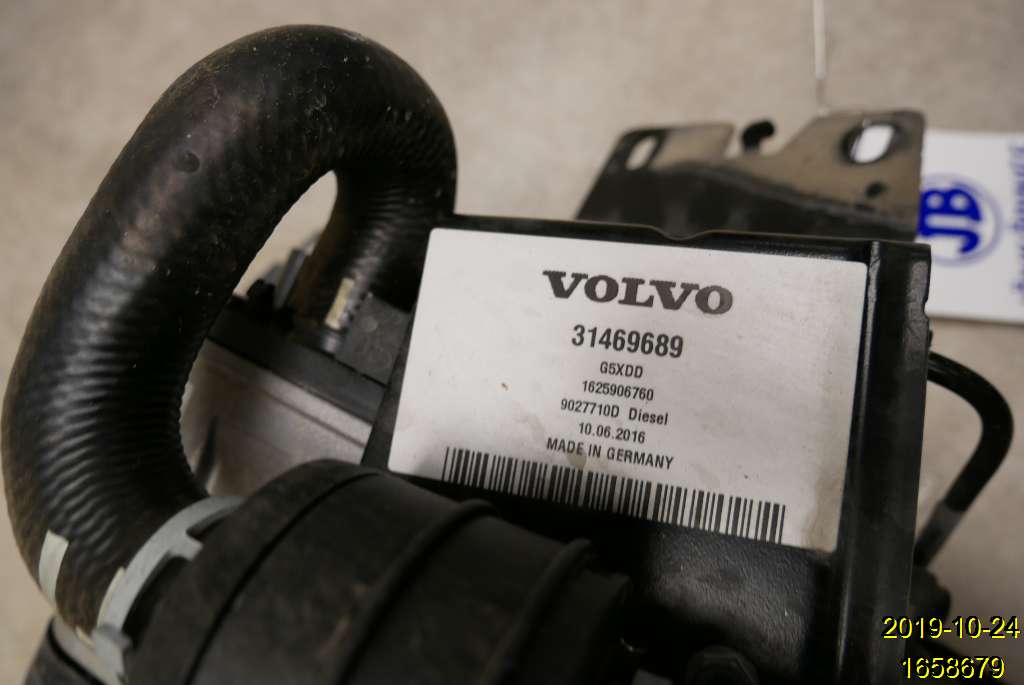 VOLVO
31469689
G5XDD
1625906760
9027710D Diesel
10.06.2016
MADE IN GERMANY
JB
2019-10-24
1658679